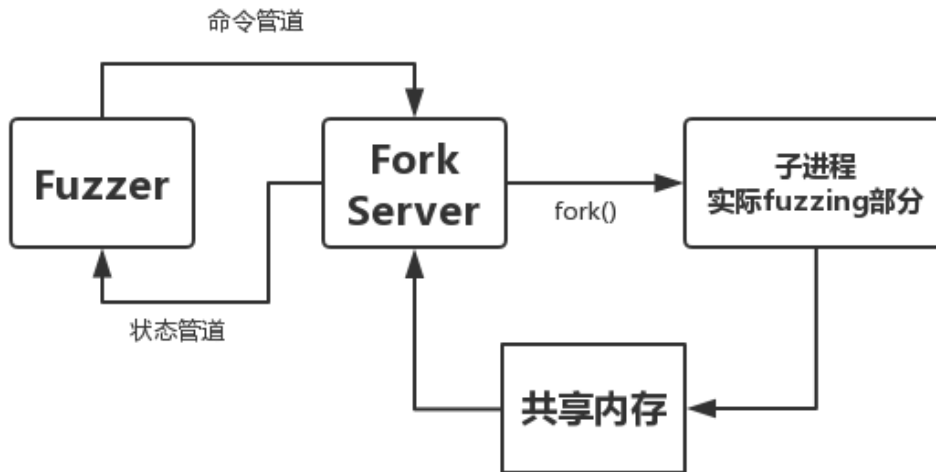 命令管道
Fuzzer
Fork
Server
fork()
子进程
实际fuzzing部分
状态管道
共享内存